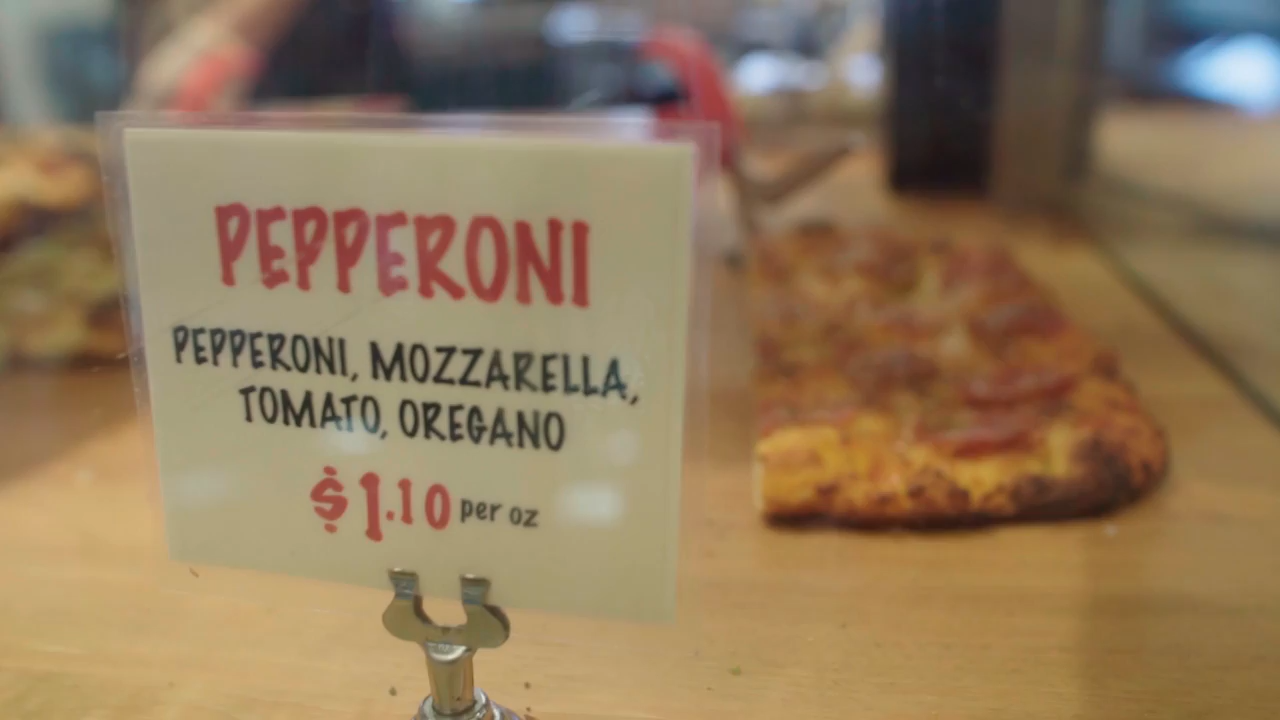 PEPPERONI
PEPPERONI, MOZZARELLA,
TOMATO, OREGANO
$1.10 per oz